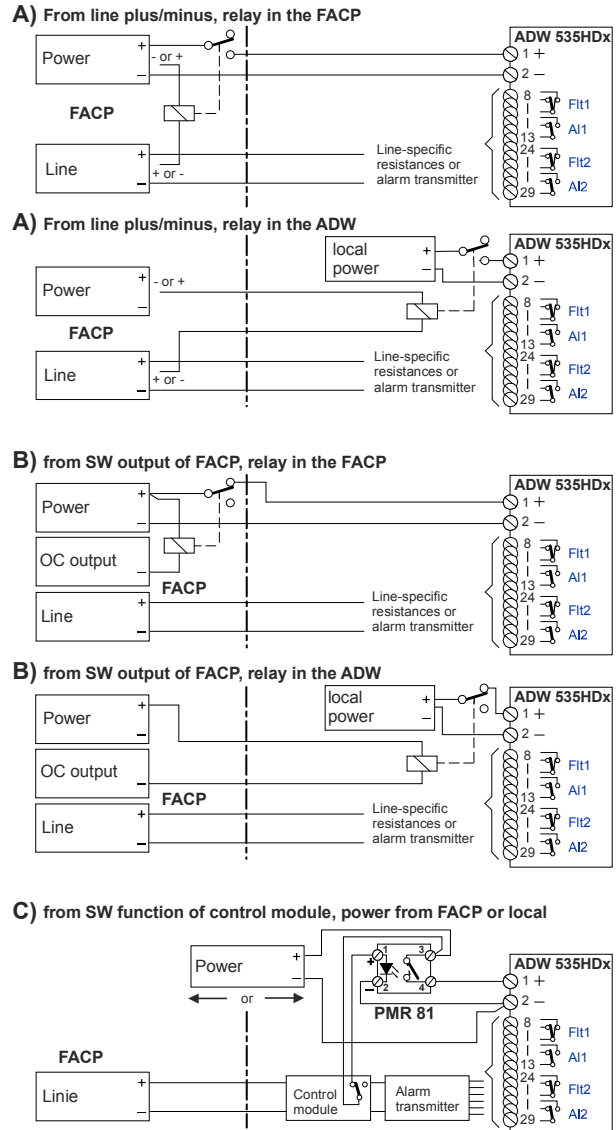 A) From line plus/minus, relay in the FACP
ADW 535HDx
Power
+
–
- or +
1 +
2 –
FACP
8
Flt1
Al1
13
24
Flt2
Al2
29
Line
+
–
+ or -
Line-specific
resistances or
alarm transmitter
A) From line plus/minus, relay in the ADW
ADW 535HDx
local
power
+
–
1 +
2 –
Power
+
–
- or +
FACP
8
Flt1
Al1
13
24
Flt2
Al2
29
Line
+
–
+ or -
Line-specific
resistances or
alarm transmitter
B) from SW output of FACP, relay in the FACP
ADW 535HDx
Power
+
–
1 +
2 –
OC output
–
FACP
8
Flt1
Al1
13
24
Flt2
Al2
29
Line
+
–
Line-specific
resistances or
alarm transmitter
B) from SW output of FACP, relay in the ADW
ADW 535HDx
local
power
+
–
1 +
2 –
Power
+
OC output
–
FACP
8
Flt1
Al1
13
24
Flt2
Al2
29
Line
+
–
Line-specific
resistances or
alarm transmitter
C) from SW function of control module, power from FACP or local
ADW 535HDx
Power
+
–
or
1
3
+
2
4
–
PMR 81
1 +
2 –
8
Flt1
Al1
13
24
Flt2
Al2
29
FACP
Linie
+
–
Control
module
Alarm
transmitter